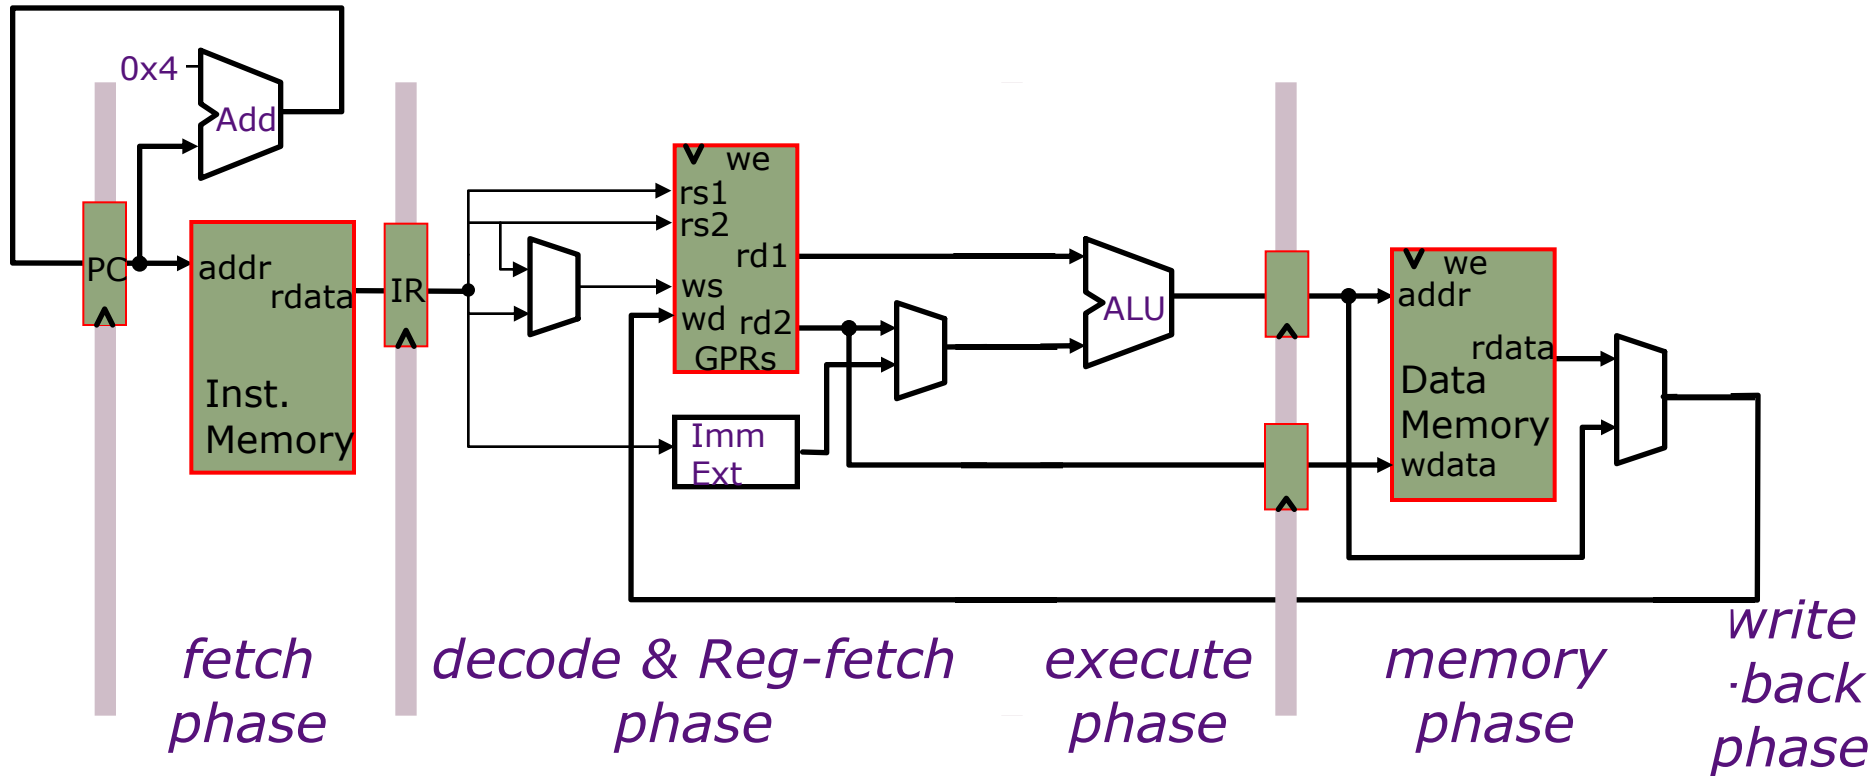 0x4
Add
PC
addr
rdata
Inst.
Memory
IR
we
rs1
rs2
rd1
ws
wd
rd2
GPRs
Imm
Ext
ALU
we
addr
rdata
Data
Memory
wdata
fetch
phase
decode & Reg-fetch
phase
execute
phase
memory
phase
write
-back
phase